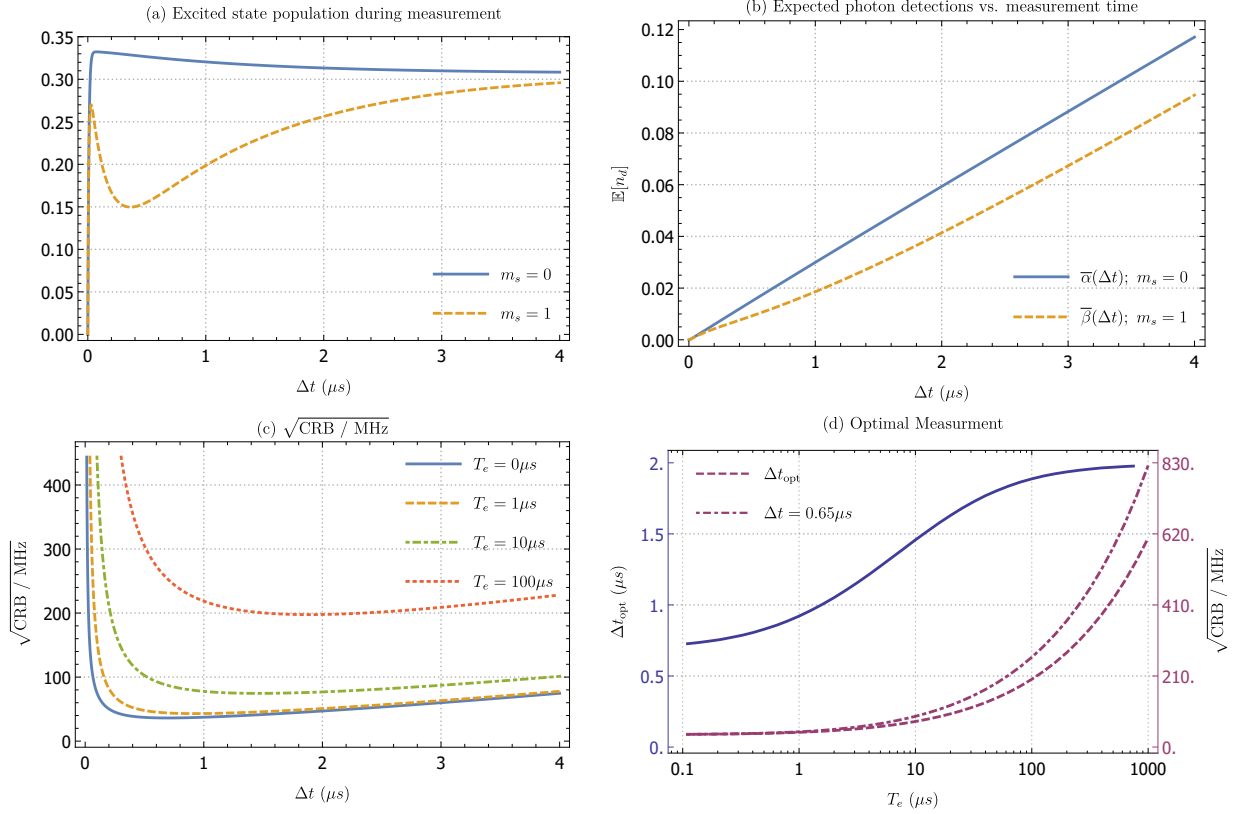 (a) Excited state population during measurement
0.35
0.30
0.25
0.20
0.15
0.10
0.05
0.00
m_s = 0
m_s = 1
0 1 2 3 4
Δt (μs)
(b) Expected photon detections vs. measurement time
0.12
0.10
0.08
0.06
0.04
0.02
0.00
𝔼[n_d]
α̅(Δt); m_s = 0
β̅(Δt); m_s = 1
0 1 2 3 4
Δt (μs)
(c) √CRB / MHz
400
300
200
100
0
√CRB / MHz
T_e = 0μs
T_e = 1μs
T_e = 10μs
T_e = 100μs
0 1 2 3 4
Δt (μs)
(d) Optimal Measurment
2.
1.5
1.
0.5
0.
Δt_opt (μs)
Δt_opt
Δt = 0.65μs
830.
620.
410.
210.
0.
√CRB / MHz
0.1 1 10 100 1000
T_e (μs)